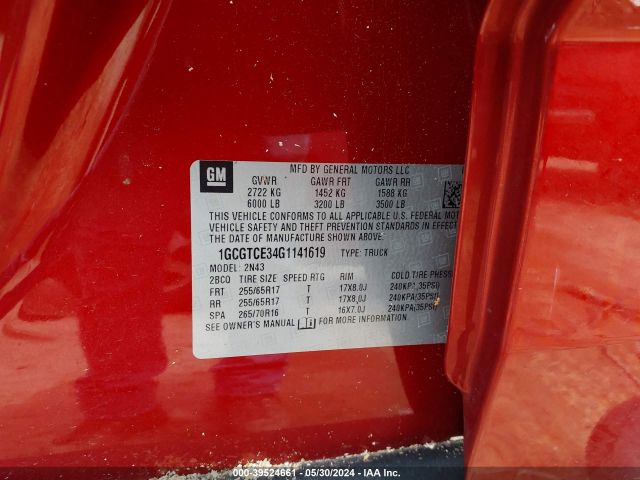 GM
MFD BY GENERAL MOTORS LLC
GVWR GAWR FRT GAWR RR
2722 KG 1452 KG 1588 KG
6000 LB 3200 LB 3500 LB
THIS VEHICLE CONFORMS TO ALL APPLICABLE U.S. FEDERAL MOT
VEHICLE SAFETY AND THEFT PREVENTION STANDARDS IN EFFECT
THE DATE OF MANUFACTURE SHOWN ABOVE.
1GCGTCE34G1141619 TYPE: TRUCK
MODEL: 2N43
2BCO TIRE SIZE SPEED RTG RIM COLD TIRE PRESS
FRT 255/65R17 T 17X8.0J 240KPA(35PSI)
RR 255/65R17 T 17X8.0J 240KPA(35PSI)
SPA 265/70R16 T 16X7.0J 240KPA(35PSI)
SEE OWNER'S MANUAL FOR MORE INFORMATION.
000-39524661 - 05/30/2024 - IAA Inc.